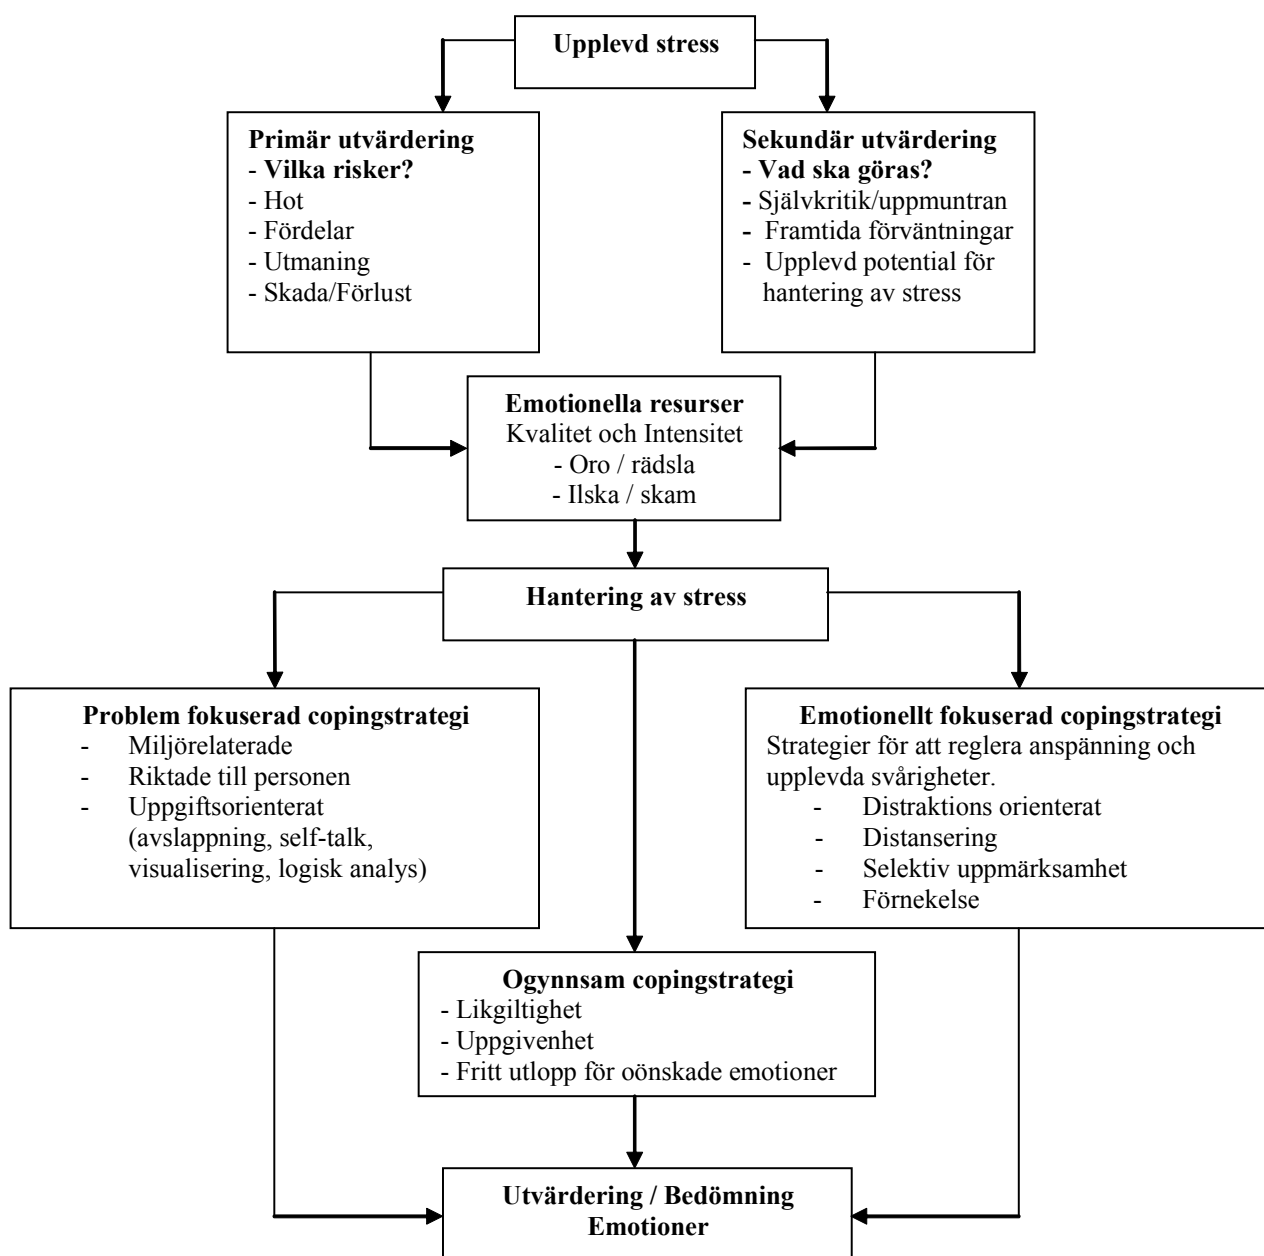 Upplevd stress
Primär utvärdering
- Vilka risker?
- Hot
- Fördelar
- Utmaning
- Skada/Förlust
Sekundär utvärdering
- Vad ska göras?
- Självkritik/uppmuntran
- Framtida förväntningar
- Upplevd potential för
hantering av stress
Emotionella resurser
Kvalitet och Intensitet
- Oro / rädsla
- Ilska / skam
Hantering av stress
Problem fokuserad copingstrategi
- Miljörelaterade
- Riktade till personen
- Uppgiftsorienterat
(avslappning, self-talk,
visualisering, logisk analys)
Emotionellt fokuserad copingstrategi
Strategier för att reglera anspänning och
upplevda svårigheter.
- Distraktions orienterat
- Distansering
- Selektiv uppmärksamhet
- Förnekelse
Ogynnsam copingstrategi
- Likgiltighet
- Uppgivenhet
- Fritt utlopp för oönskade emotioner
Utvärdering / Bedömning
Emotioner